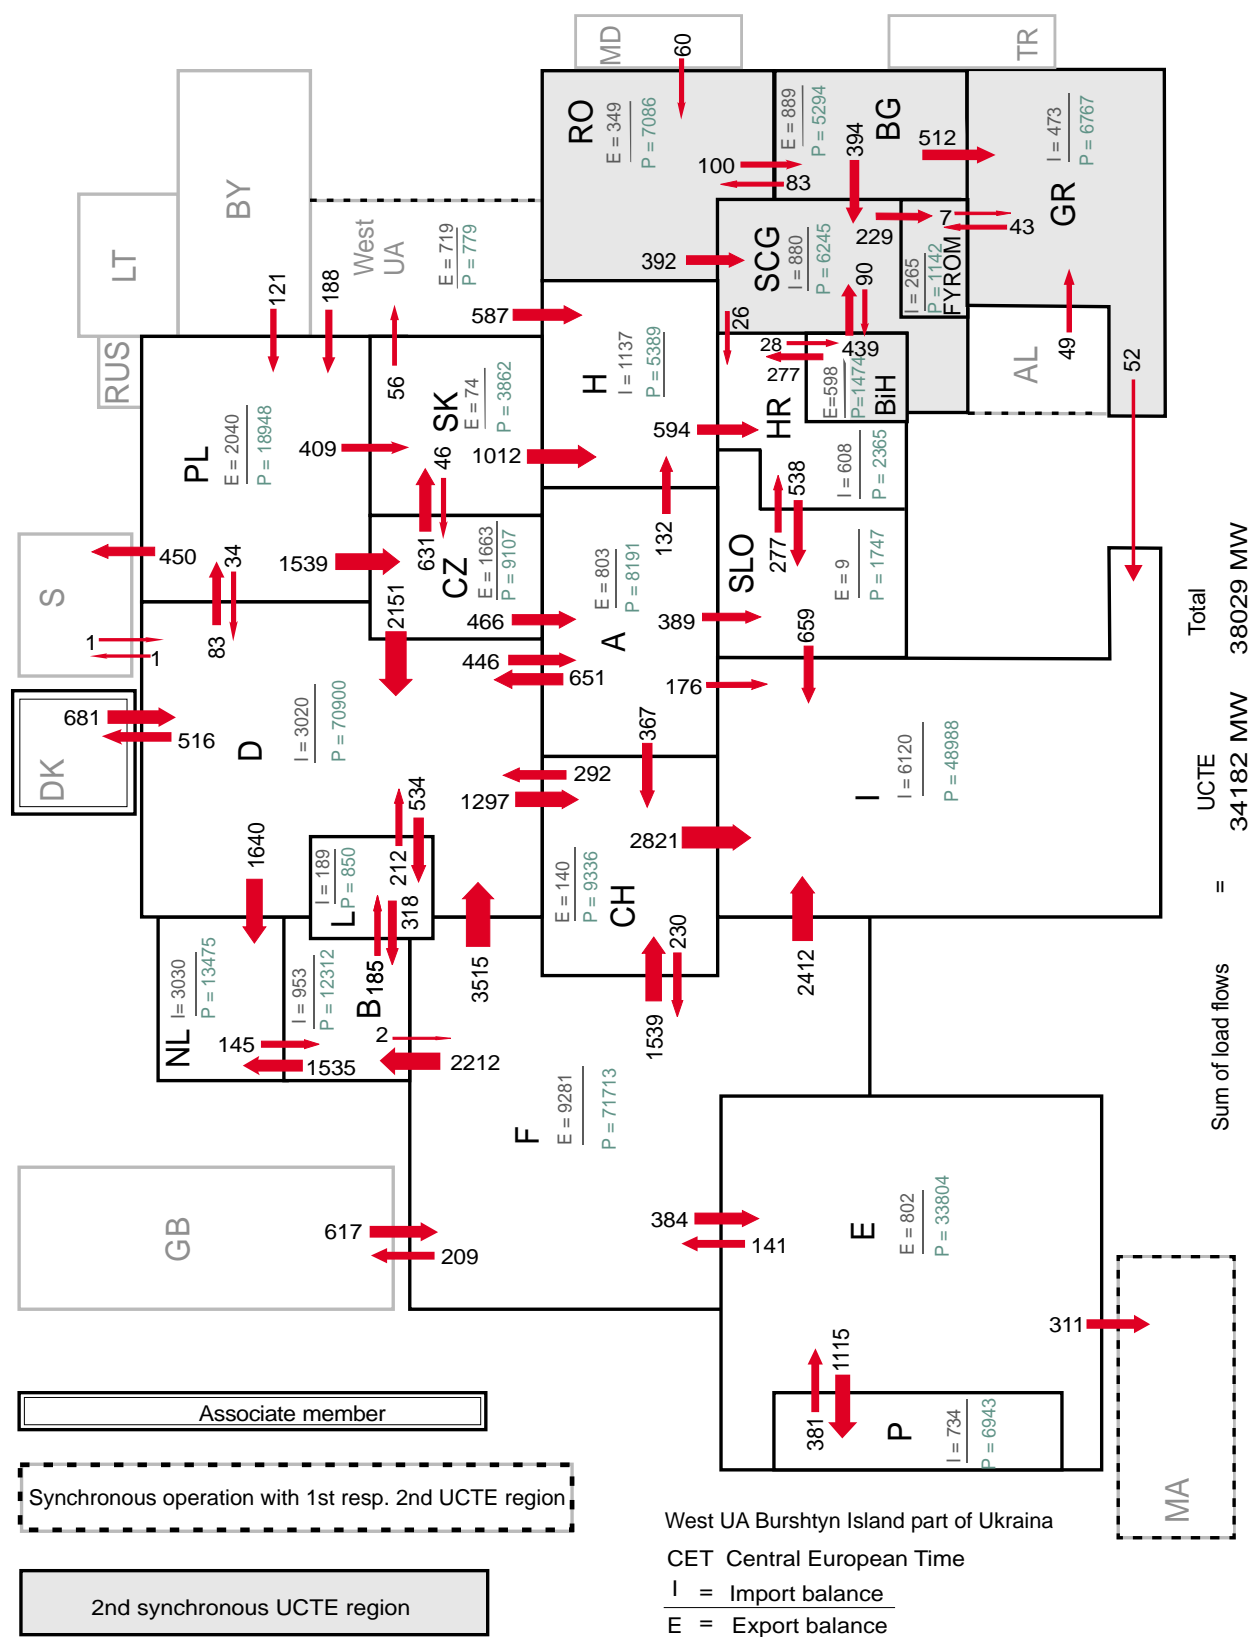 MD
60
TR
RO
E = 349
P = 7086
E = 889
P = 5294
BG
394
512
I = 473
P = 6767
GR
100
83
BY
LT
RUS
West
UA
E = 719
P = 779
121
188
587
392
SCG
I = 880
P = 6245
229
7
43
I = 265
P = 1142
FYROM
90
26
28
277
439
E=598
P=1474
BiH
AL
49
52
PL
E = 2040
P = 18948
409
56
SK
E = 74
P = 3862
46
1012
H
I = 1137
P = 5389
594
HR
I = 608
P = 2365
132
538
277
SLO
E = 9
P = 1747
S
450
34
83
1
1
1539
631
CZ
E = 1663
P = 9107
2151
466
446
651
A
E = 803
P = 8191
389
176
659
DK
681
516
D
I = 3020
P = 70900
367
292
1297
2821
I
I = 6120
P = 48988
1640
I = 189
P = 850
L
212
534
318
185
3515
E = 140
P = 9336
CH
230
1539
2412
NL
I = 3030
P = 13475
I = 953
P = 12312
B
145
1535
2
2212
F
E = 9281
P = 71713
GB
617
209
384
141
E
E = 802
P = 33804
311
MA
381
1115
P
I = 734
P = 6943
Total
38029 MW
UCTE
34182 MW
=
Sum of load flows
Associate member
Synchronous operation with 1st resp. 2nd UCTE region
2nd synchronous UCTE region
West UA Burshtyn Island part of Ukraina
CET Central European Time
I = Import balance
E = Export balance